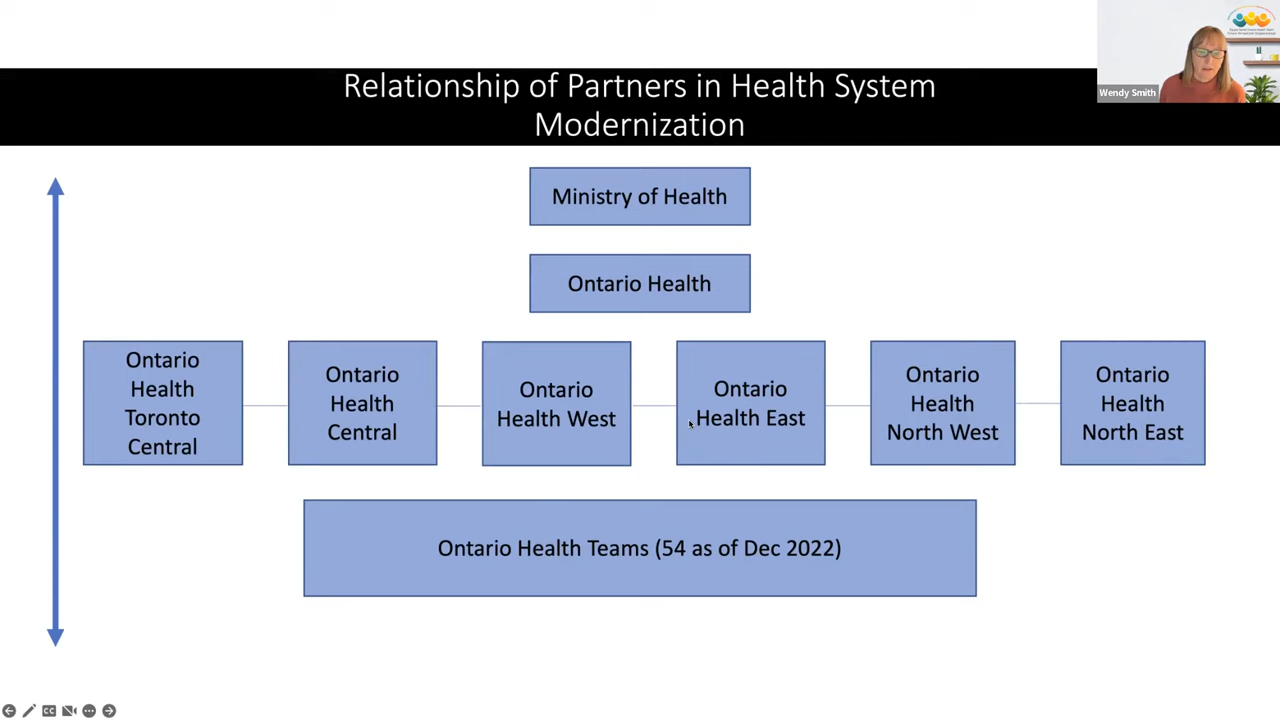 Relationship of Partners in Health System
Modernization
Wendy Smith
Ministry of Health
Ontario Health
Ontario
Health
Toronto
Central
Ontario
Health
Central
Ontario
Health West
Ontario
Health East
Ontario
Health
North West
Ontario
Health
North East
Ontario Health Teams (54 as of Dec 2022)
CC